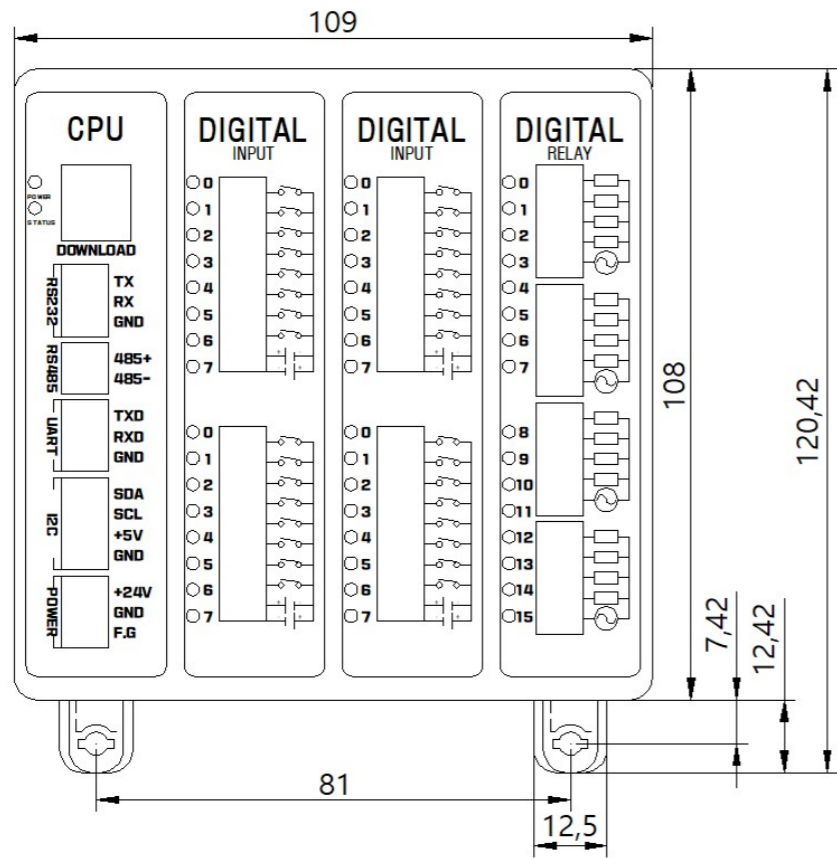 109
CPU
POWER
STATUS
DOWNLOAD
RS232
TX
RX
GND
RS485
485+
485-
UART
TXD
RXD
GND
I2C
SDA
SCL
+5V
GND
POWER
+24V
GND
F.G
DIGITAL
INPUT
0
1
2
3
4
5
6
7
0
1
2
3
4
5
6
7
DIGITAL
INPUT
0
1
2
3
4
5
6
7
0
1
2
3
4
5
6
7
DIGITAL
RELAY
0
1
2
3
4
5
6
7
8
9
10
11
12
13
14
15
108
120,42
7,42
12,42
81
12,5